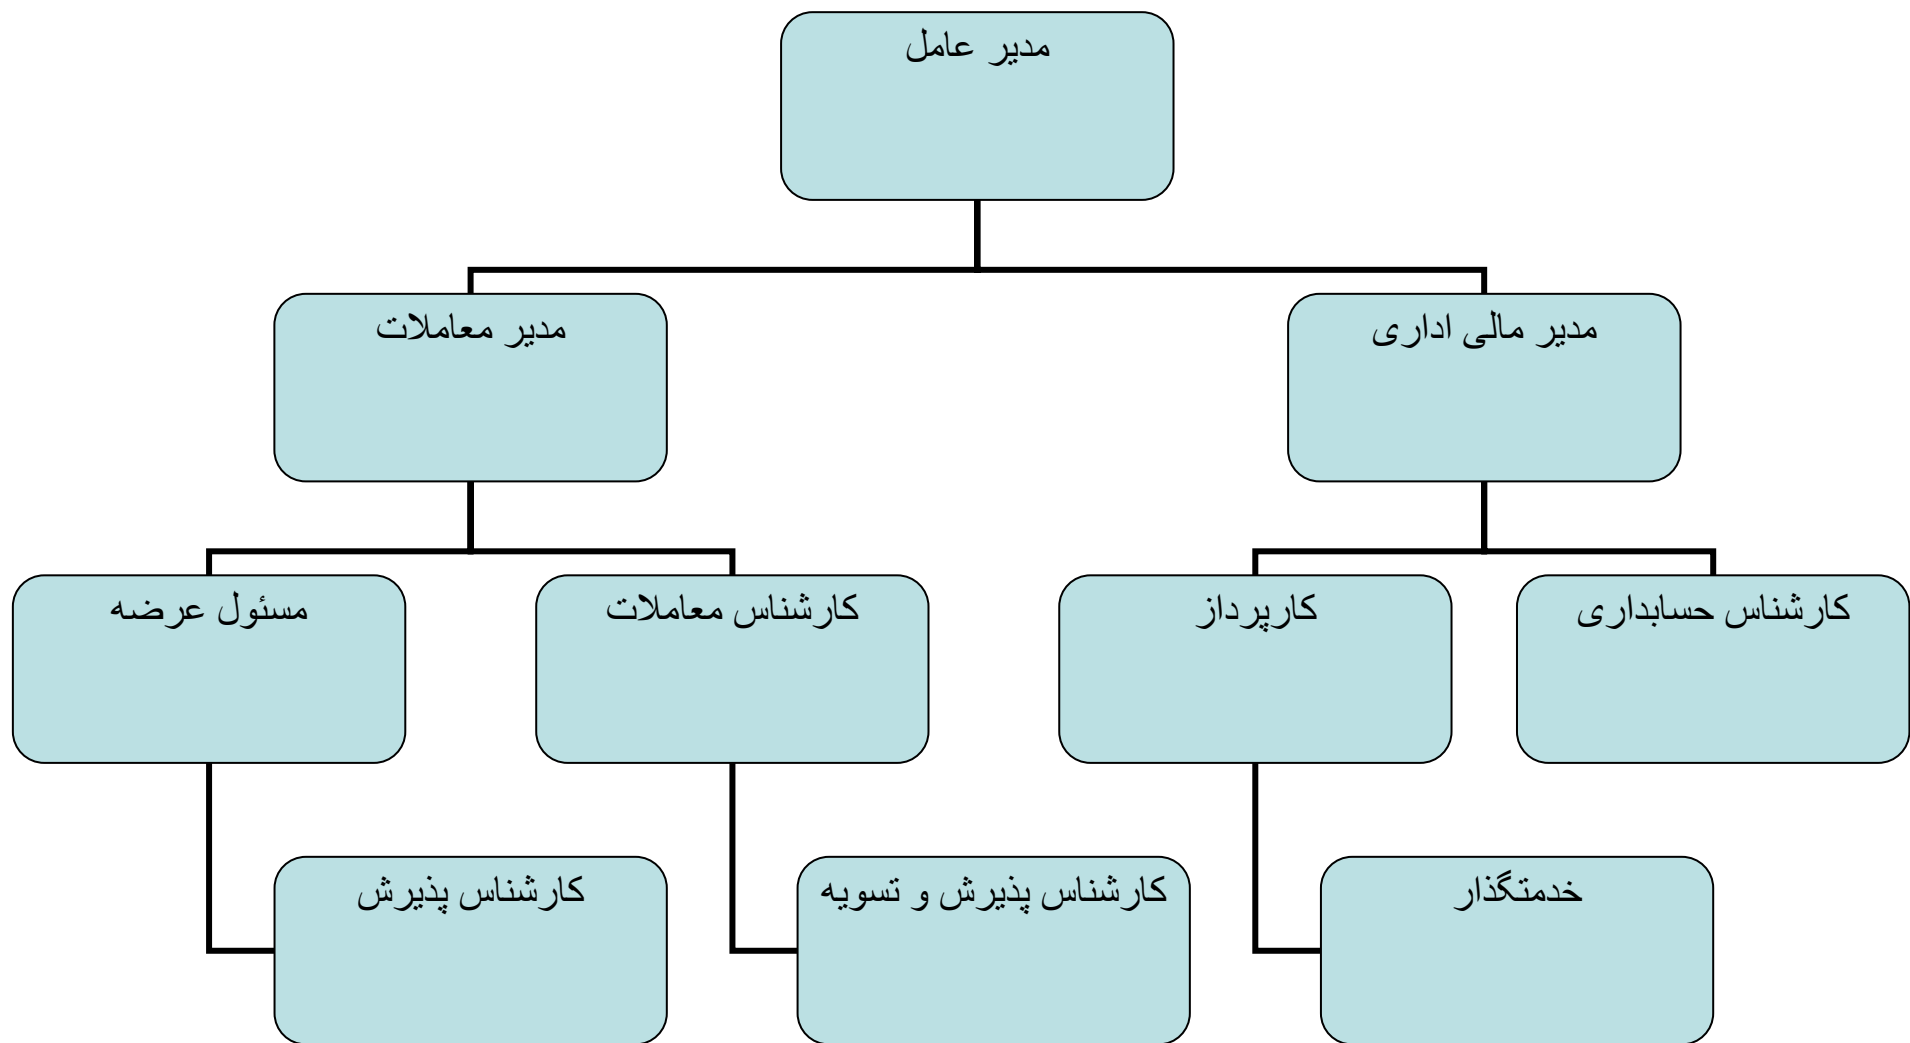 مدیر عامل
مدیر مالی اداری
مدیر معاملات
کارشناس حسابداری
کارپرداز
کارشناس معاملات
مسئول عرضه
خدمتگذار
کارشناس پذیرش و تسویه
کارشناس پذیرش